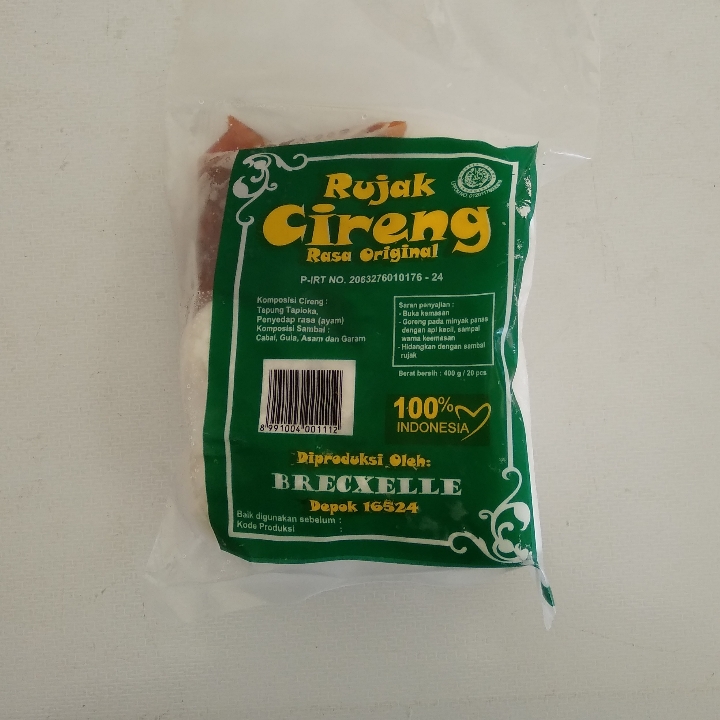 Rujak
Cireng
Rasa Original
P-IRT NO. 2063276010176 - 24
Komposisi Cireng :
Tapung Tapioka,
Penyedap rasa (ayam)
Komposisi Sambal :
Cabai, Gula, Asam dan Garam
Saran penyajian :
- Buka kemasan
- Goreng pada minyak panas
dengan api kecil, sampai
warna keemasan
- Hidangkan dengan sambal
rujak
Berat bersih : 400 g / 20 pcs
8 991004 001112
100%
INDONESIA
Diproduksi Oleh:
BRECXELLE
Depok 16524
Baik digunakan sebelum :
Kode Produksi :